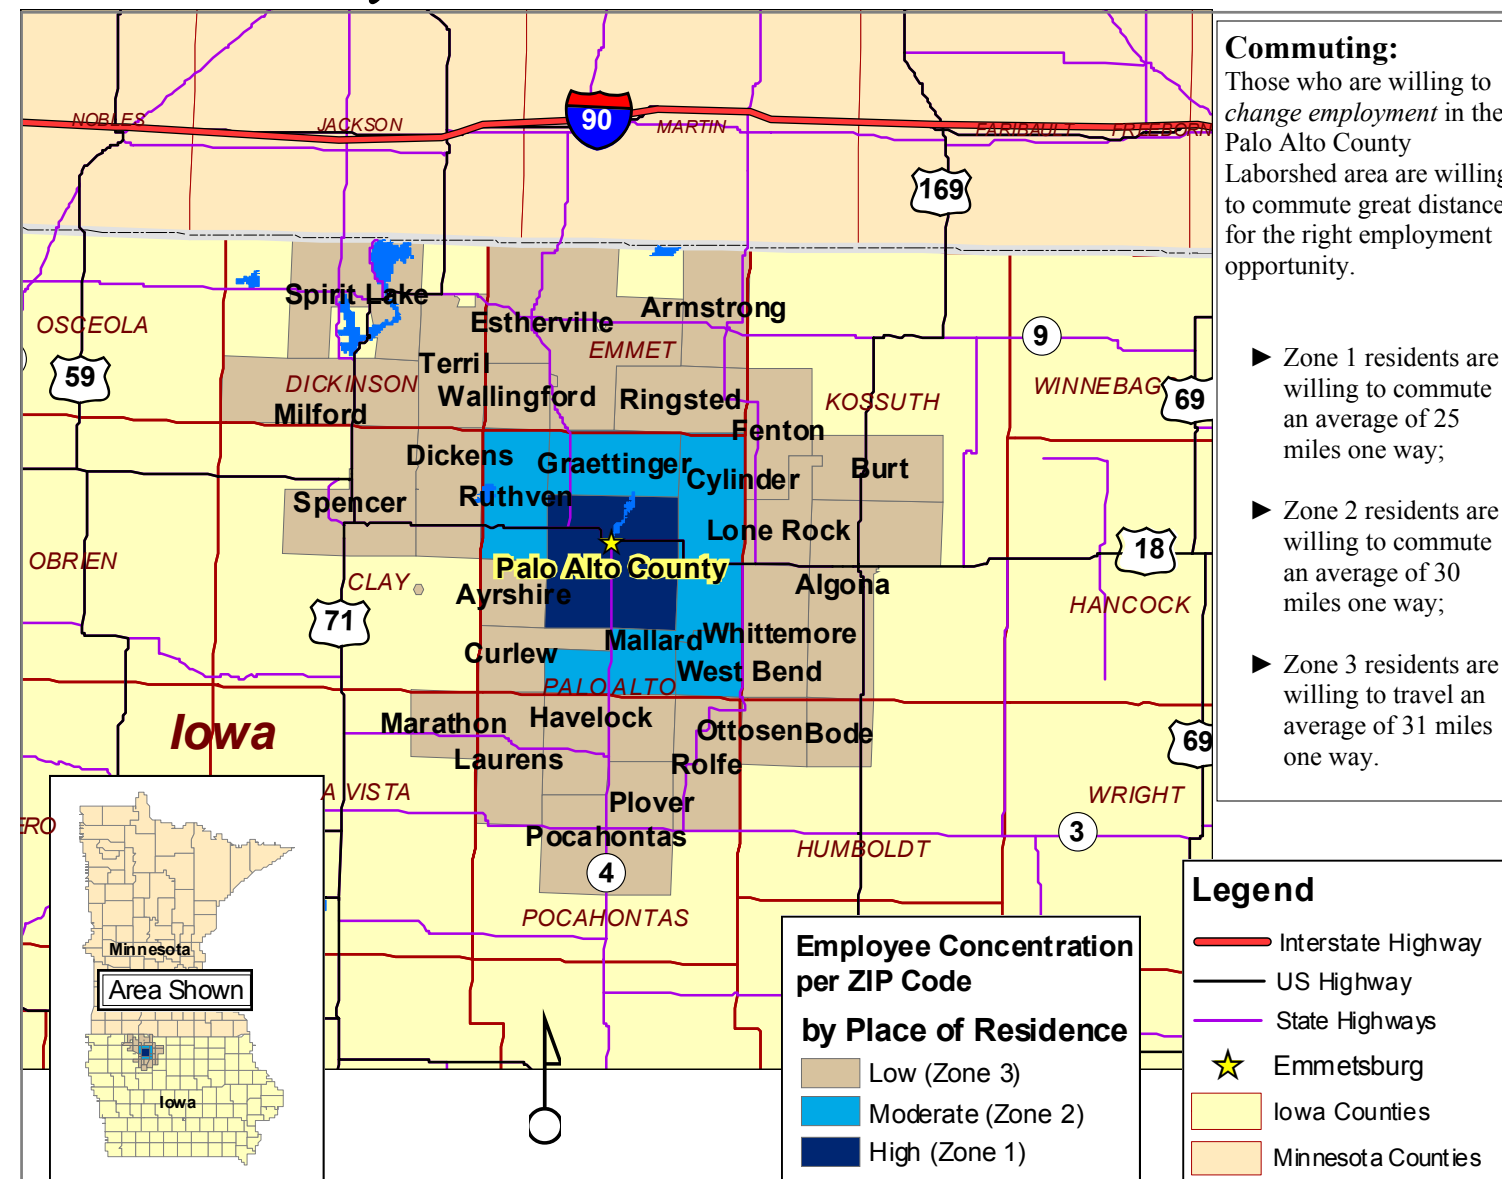 Commuting:
Those who are willing to
change employment in the
Palo Alto County
Laborshed area are willing
to commute great distance
for the right employment
opportunity.
► Zone 1 residents are
willing to commute
an average of 25
miles one way;
► Zone 2 residents are
willing to commute
an average of 30
miles one way;
► Zone 3 residents are
willing to travel an
average of 31 miles
one way.
NOBLES
JACKSON
90
MARTIN
FARIBAULT
FREEBORN
169
Spirit Lake
Armstrong
OSCEOLA
Estherville
9
EMMET
Terril
59
DICKINSON
Wallingford
Ringsted
WINNEBAG
69
Milford
KOSSUTH
Fenton
Dickens
Graettinger
Cylinder
Burt
Spencer
Ruthven
Lone Rock
18
OBRIEN
Palo Alto County
CLAY
Ayrshire
Algona
HANCOCK
71
Mallard
Whittemore
Curlew
West Bend
PALO ALTO
Iowa
Marathon
Havelock
Ottosen
Bode
69
Laurens
Rolfe
A VISTA
Plover
WRIGHT
ERO
Pocahontas
3
HUMBOLDT
4
POCAHONTAS
Minnesota
Area Shown
Iowa
Employee Concentration
per ZIP Code
by Place of Residence
Low (Zone 3)
Moderate (Zone 2)
High (Zone 1)
Legend
Interstate Highway
US Highway
State Highways
Emmetsburg
Iowa Counties
Minnesota Counties